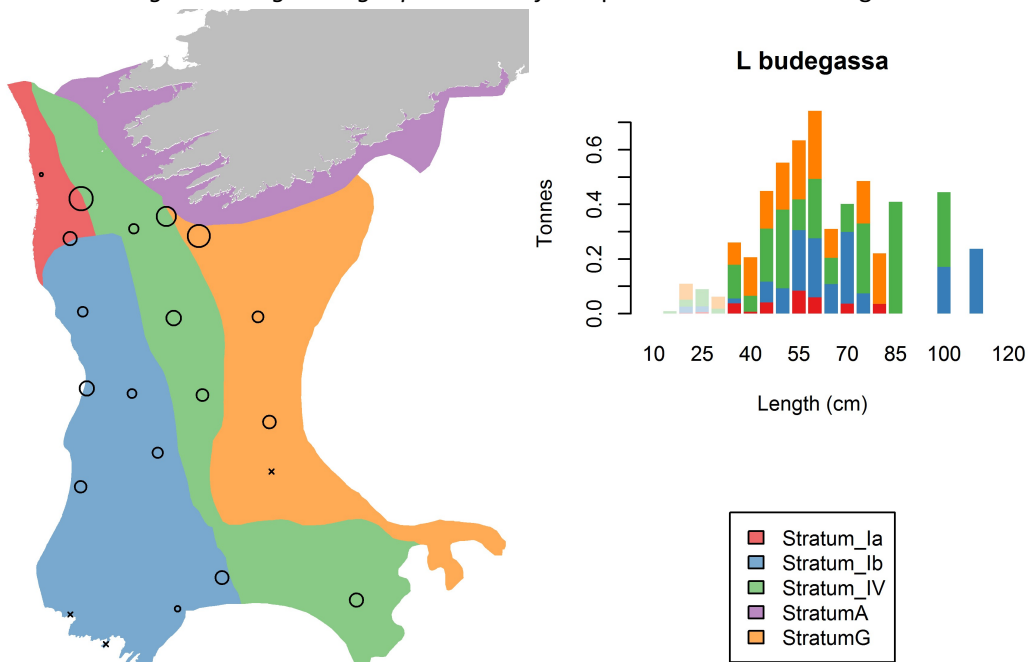 L budegassa
Tonnes
0.0 0.2 0.4 0.6
10 25 40 55 70 85 100 120
Length (cm)
Stratum_Ia
Stratum_Ib
Stratum_IV
StratumA
StratumG